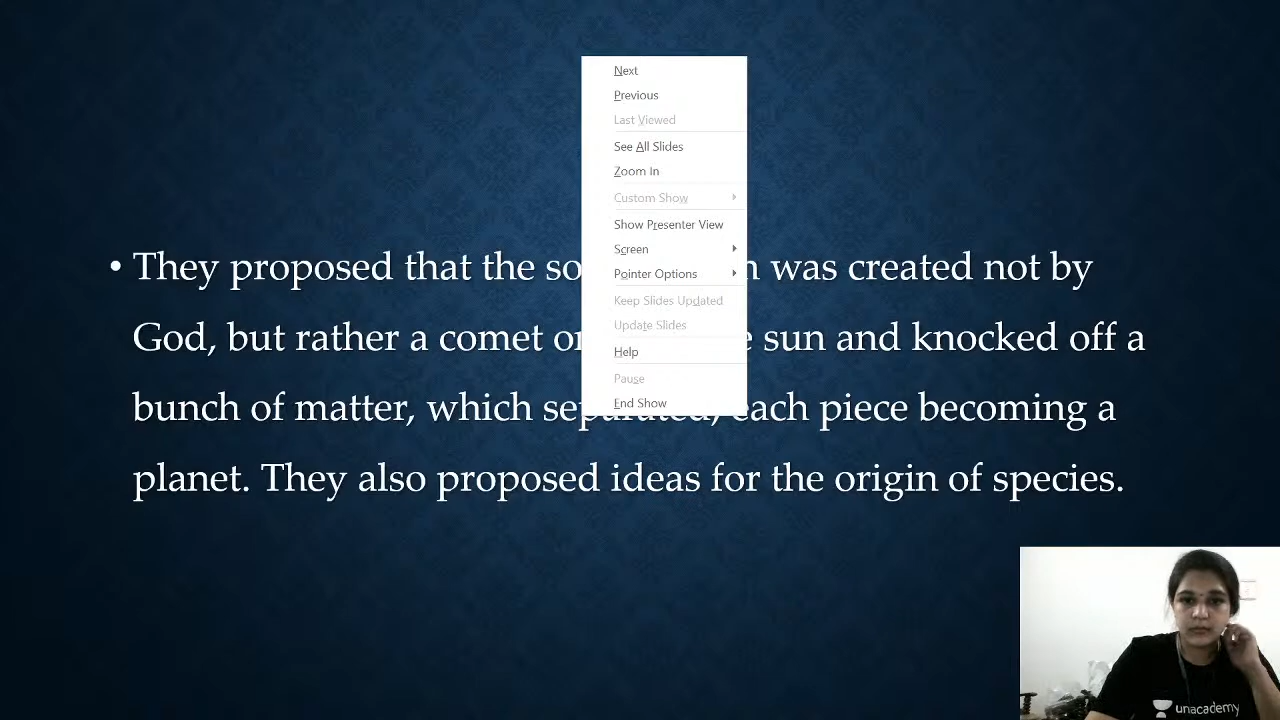 Next
Previous
Last Viewed
See All Slides
Zoom In
Custom Show
Show Presenter View
Screen
Pointer Options
Keep Slides Updated
Update Slides
Help
Pause
End Show
• They proposed that the so n was created not by
God, but rather a comet or e sun and knocked off a
bunch of matter, which separated, each piece becoming a
planet. They also proposed ideas for the origin of species.
unacademy